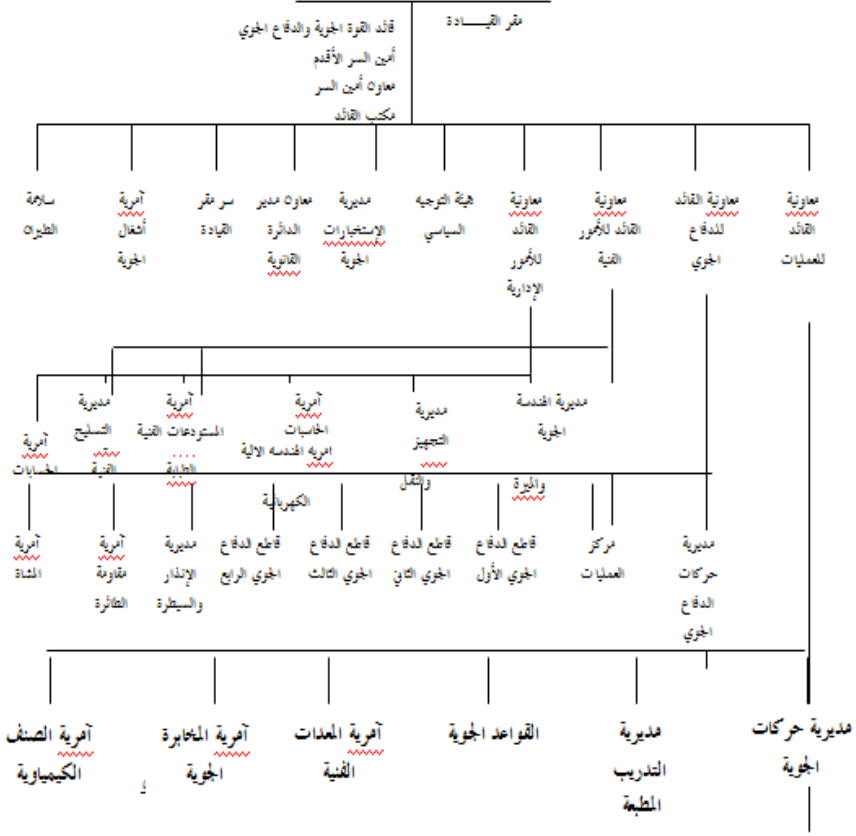 مقر القيـــــادة
قائد القوة الجوية والدفاع الجوي
أمين السر الأقدم
معاون أمين السر
مكتب القائد
معاونية
القائد
للعمليات
معاونية القائد
للدفاع
الجوي
معاونية
القائد للأمور
الفنية
معاونية
القائد
للأمور
الإدارية
هيئة التوجيه
السياسي
مديرية
الإستخبارات
الجوية
معاون مدير
الدائرة
القانونية
سر مقر
القيادة
آمرية
أشغال
الجوية
سلامة
الطيران
مديرية الهندسة
الجوية
والميرة
مديرية
التجهيز
والنقل
آمرية
الحاسبات
امريه الهندسه الالية
الكهربائية
آمرية
المستودعات الفنية
الطبابة
مديرية
التسليح
الفنية
آمرية
الحسابات
مديرية
حركات
الدفاع
الجوي
مركز
العمليات
قاطع الدفاع
الجوي الأول
قاطع الدفاع
الجوي الثاني
قاطع الدفاع
الجوي الثالث
قاطع الدفاع
الجوي الرابع
مديرية
الإنذار
والسيطرة
آمرية
مقاومة
الطائرة
آمرية
المشاة
مديرية حركات
الجوية
مديرية
التدريب
المطبعة
القواعد الجوية
آمرية المعدات
الفنية
آمرية المخابرة
الجوية
آمرية الصنف
الكيمياوية